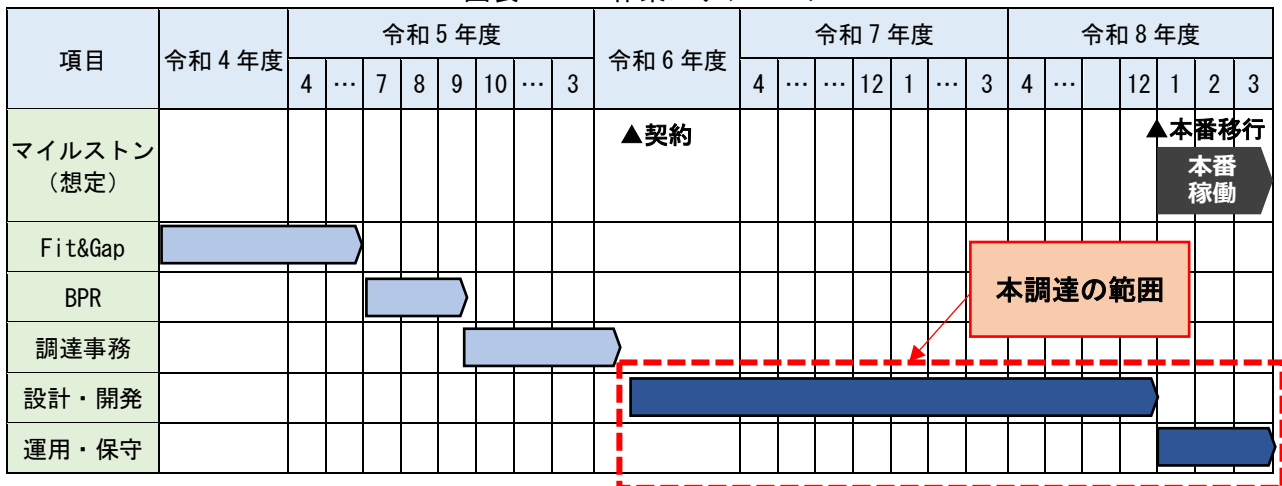 項目 令和4年度 令和5年度 令和6年度 令和7年度 令和8年度
4 … 7 8 9 10 … 3 4 … … 12 1 … 3 4 … 12 1 2 3
マイルストン
（想定）
▲契約
▲本番移行
本番
稼働
Fit&Gap
BPR
本調達の範囲
調達事務
設計・開発
運用・保守